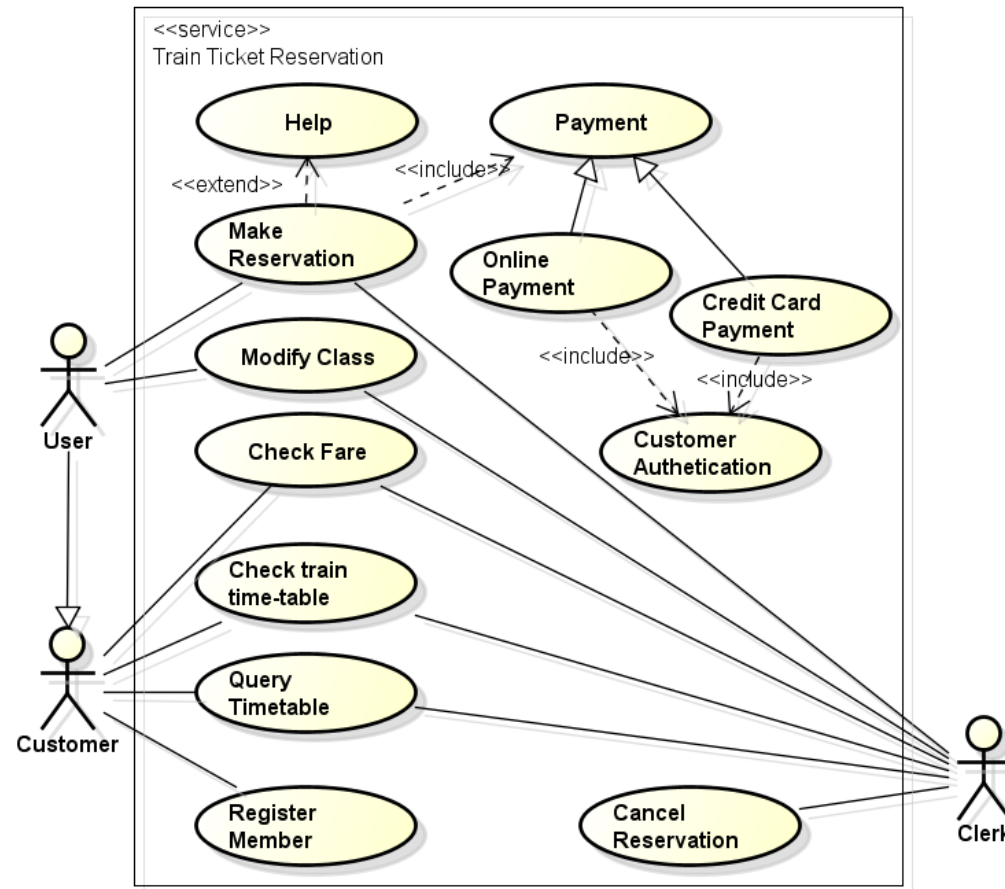 <<service>>
Train Ticket Reservation
Help
Payment
<<extend>>
<<include>>
Make
Reservation
Online
Payment
Credit Card
Payment
Modify Class
<<include>>
<<include>>
User
Check Fare
Customer
Authetication
Check train
time-table
Query
Timetable
Customer
Register
Member
Cancel
Reservation
Clerk